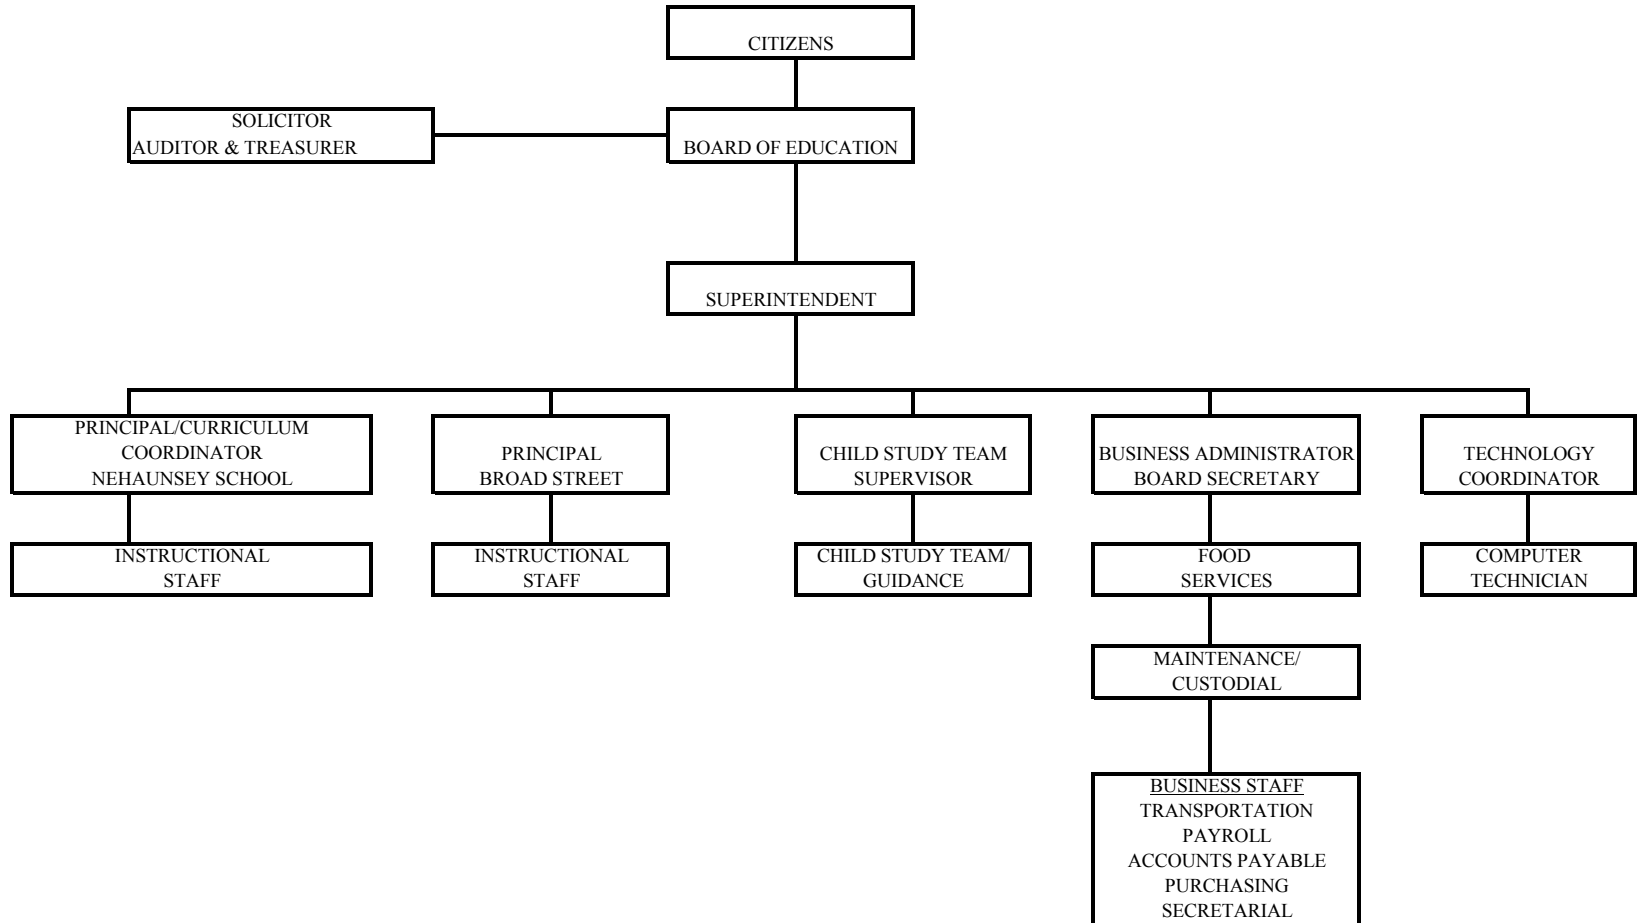 CITIZENS
SOLICITOR
AUDITOR & TREASURER
BOARD OF EDUCATION
SUPERINTENDENT
PRINCIPAL/CURRICULUM
COORDINATOR
NEHAUNSEY SCHOOL
PRINCIPAL
BROAD STREET
CHILD STUDY TEAM
SUPERVISOR
BUSINESS ADMINISTRATOR
BOARD SECRETARY
TECHNOLOGY
COORDINATOR
INSTRUCTIONAL
STAFF
INSTRUCTIONAL
STAFF
CHILD STUDY TEAM/
GUIDANCE
FOOD
SERVICES
COMPUTER
TECHNICIAN
MAINTENANCE/
CUSTODIAL
BUSINESS STAFF
TRANSPORTATION
PAYROLL
ACCOUNTS PAYABLE
PURCHASING
SECRETARIAL